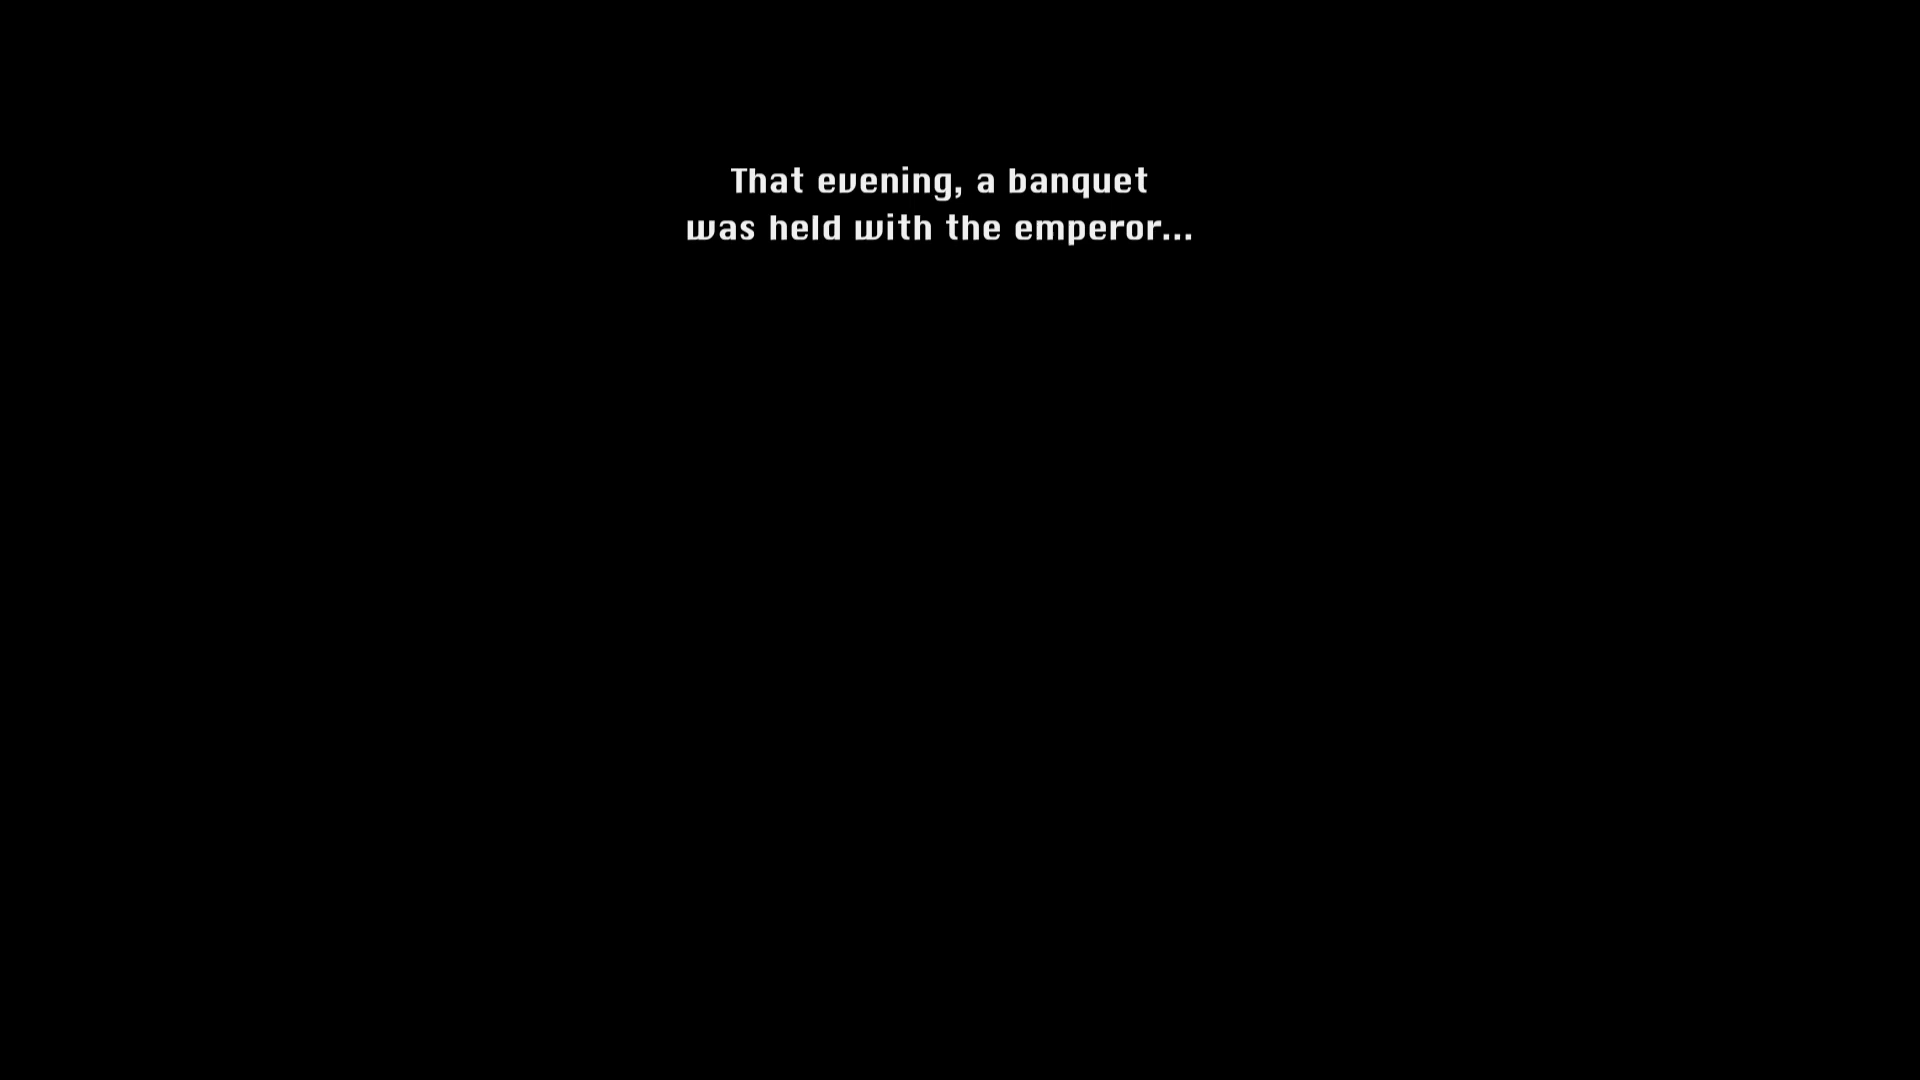 That evening, a banquet
was held with the emperor...